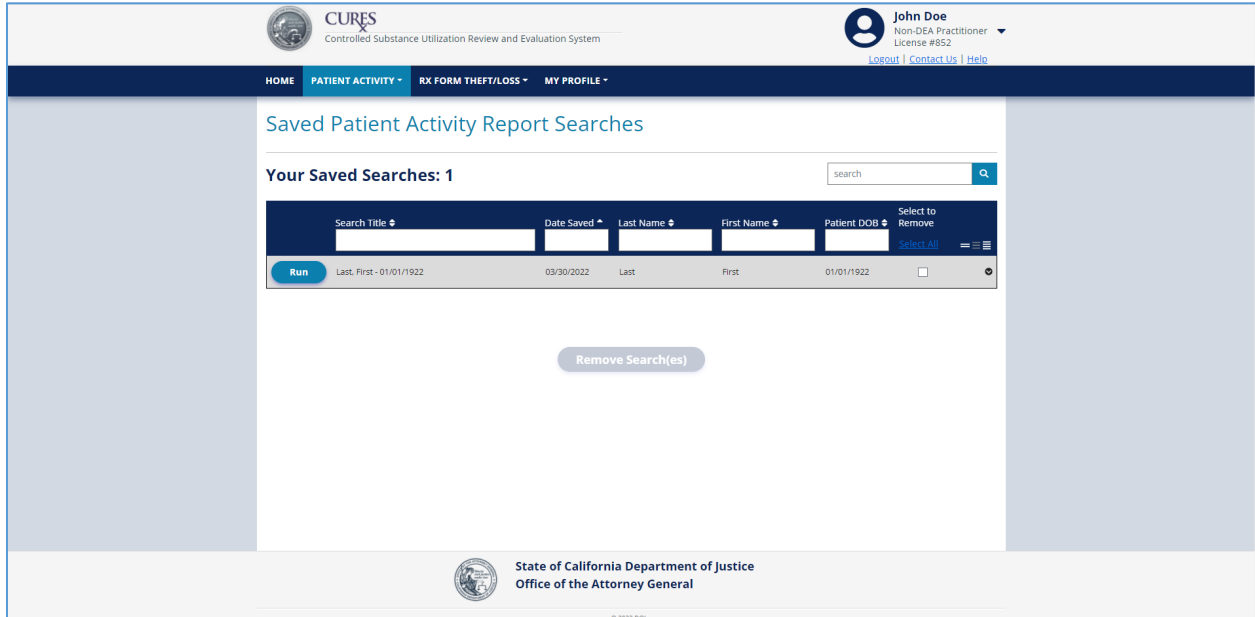 CURES
Controlled Substance Utilization Review and Evaluation System
John Doe
Non-DEA Practitioner
License #852
Logout | Contact Us | Help
HOME PATIENT ACTIVITY RX FORM THEFT/LOSS MY PROFILE
Saved Patient Activity Report Searches
Your Saved Searches: 1
search
Search Title Date Saved Last Name First Name Patient DOB Select to Remove
Select All
Run Last, First - 01/01/1922 03/30/2022 Last First 01/01/1922
Remove Search(es)
State of California Department of Justice
Office of the Attorney General